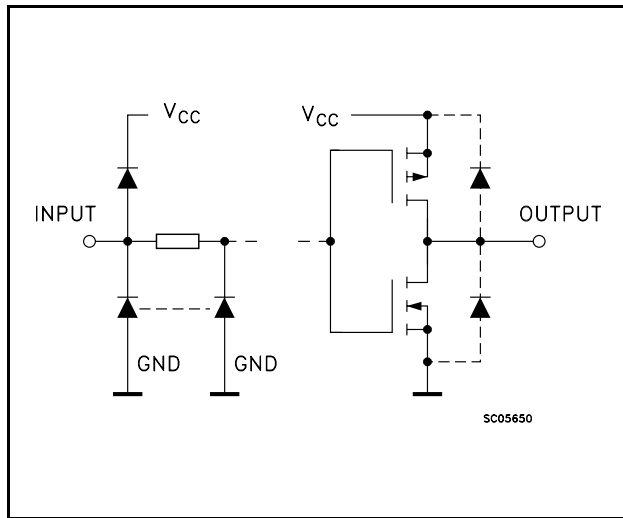 VCC
VCC
INPUT
OUTPUT
GND
GND
SC05650